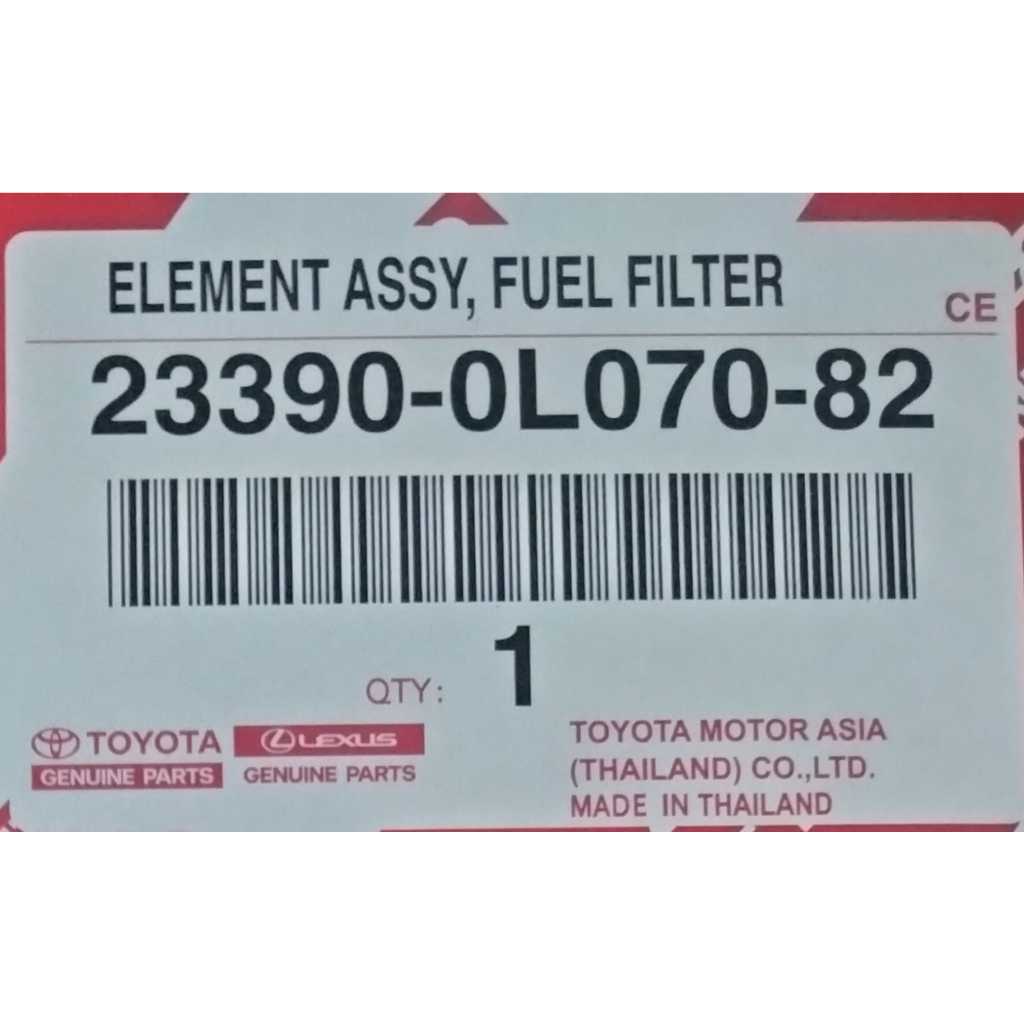 ELEMENT ASSY, FUEL FILTER
CE
23390-0L070-82
QTY: 1
TOYOTA
GENUINE PARTS
LEXUS
GENUINE PARTS
TOYOTA MOTOR ASIA
(THAILAND) CO.,LTD.
MADE IN THAILAND